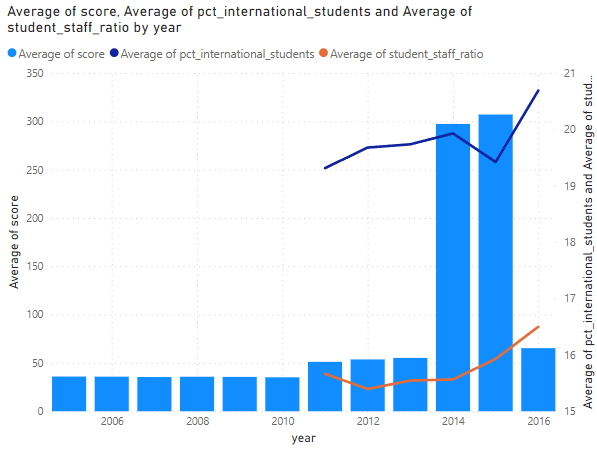 Average of score, Average of pct_international_students and Average of
student_staff_ratio by year
Average of score Average of pct_international_students Average of student_staff_ratio
350
300
250
200
150
100
50
0
Average of score
21
20
19
18
17
16
15
Average of pct_international_students and Average of stud...
2006 2008 2010 2012 2014 2016
year